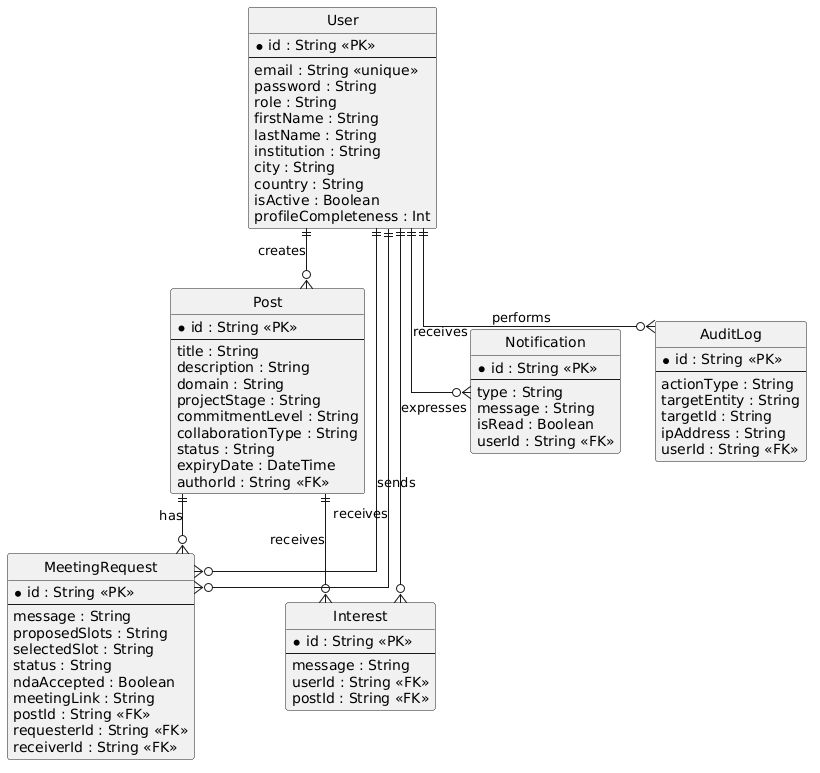 User
id : String «PK»
email : String «unique»
password : String
role : String
firstName : String
lastName : String
institution : String
city : String
country : String
isActive : Boolean
profileCompleteness : Int
creates
receives
performs
expresses
sends
receives
Post
id : String «PK»
title : String
description : String
domain : String
projectStage : String
commitmentLevel : String
collaborationType : String
status : String
expiryDate : DateTime
authorId : String «FK»
Notification
id : String «PK»
type : String
message : String
isRead : Boolean
userId : String «FK»
AuditLog
id : String «PK»
actionType : String
targetEntity : String
targetId : String
ipAddress : String
userId : String «FK»
has
receives
MeetingRequest
id : String «PK»
message : String
proposedSlots : String
selectedSlot : String
status : String
ndaAccepted : Boolean
meetingLink : String
postId : String «FK»
requesterId : String «FK»
receiverId : String «FK»
Interest
id : String «PK»
message : String
userId : String «FK»
postId : String «FK»